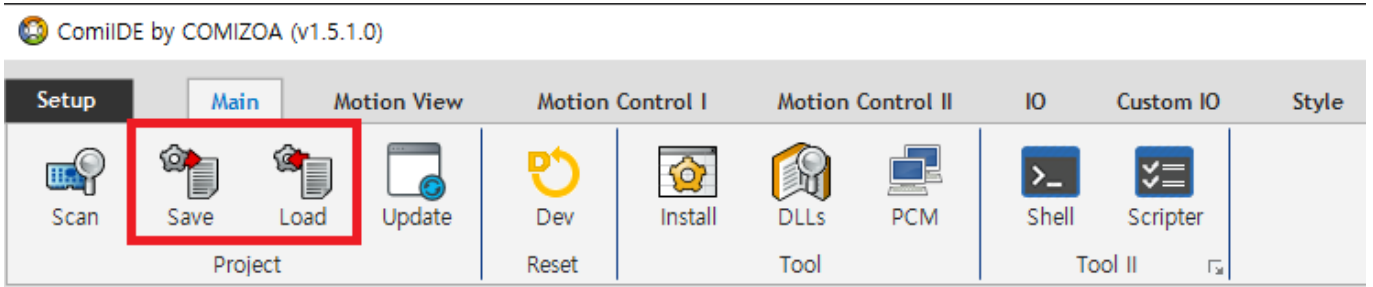 ComiIDE by COMIZOA (v1.5.1.0)
Setup Main Motion View Motion Control I Motion Control II IO Custom IO Style
Scan Save Load Update Dev Install DLLs PCM Shell Scripter
Project Reset Tool Tool II